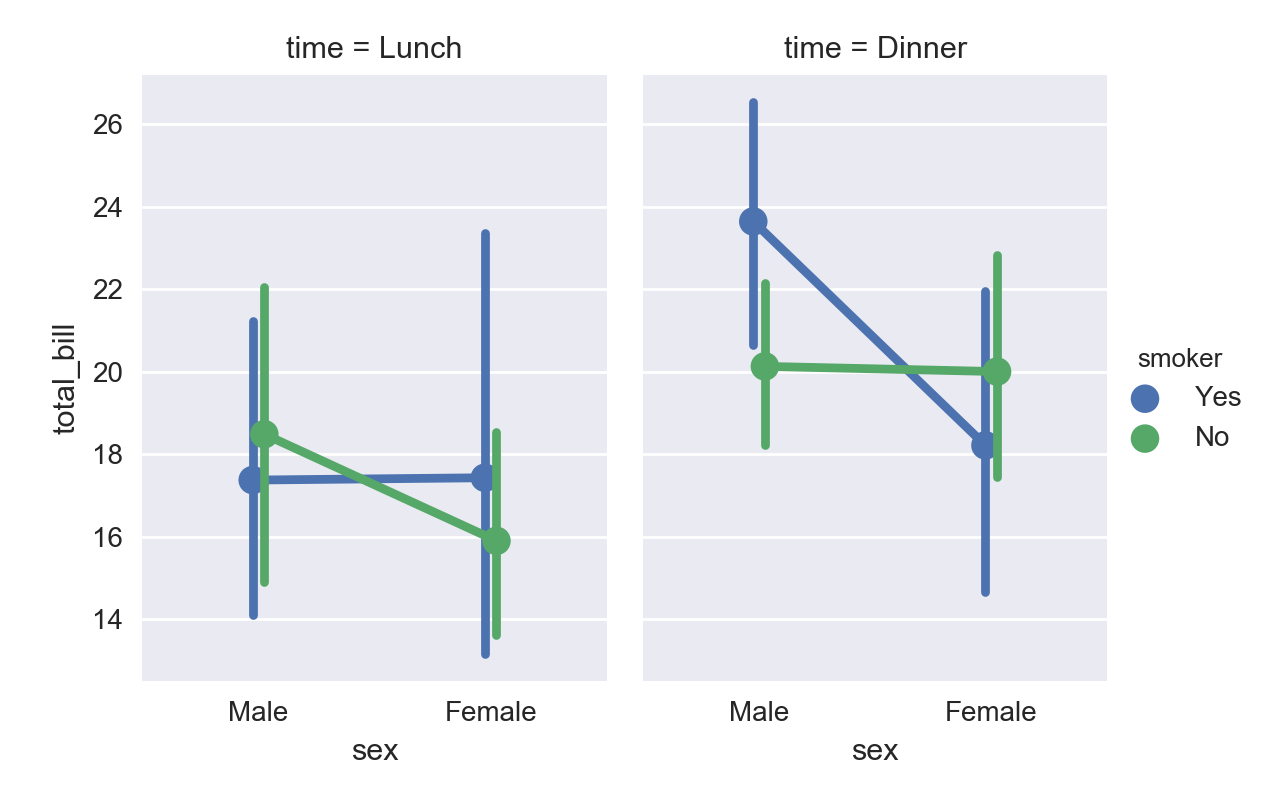 time = Lunch
time = Dinner
total_bill
26
24
22
20
18
16
14
Male
Female
sex
Male
Female
sex
smoker
Yes
No